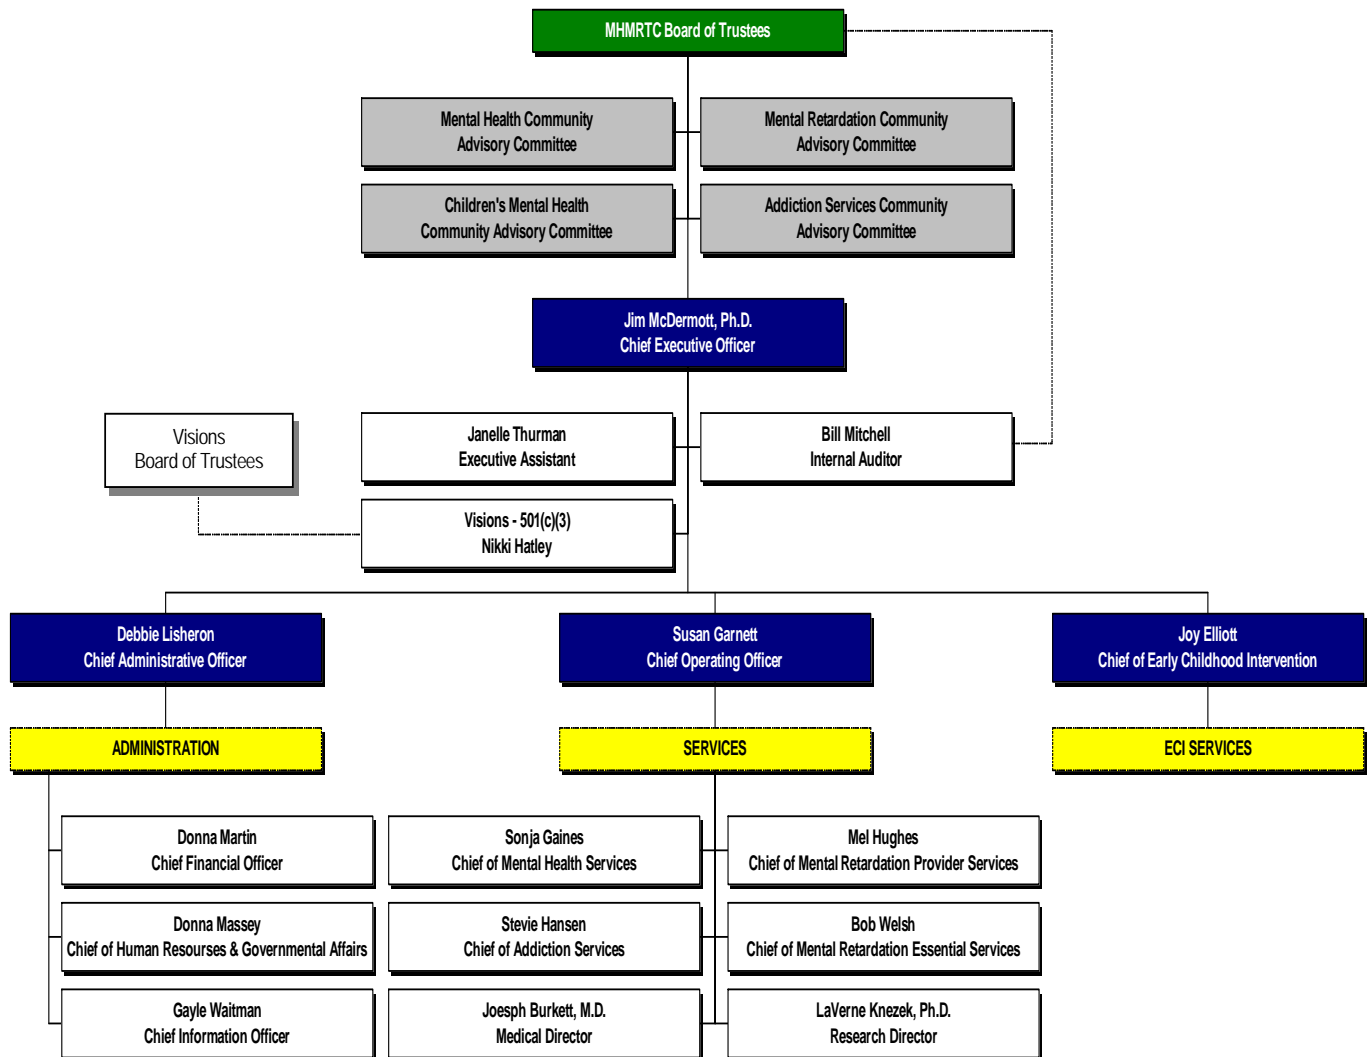 MHMRTC Board of Trustees
Mental Health Community
Advisory Committee
Mental Retardation Community
Advisory Committee
Children's Mental Health
Community Advisory Committee
Addiction Services Community
Advisory Committee
Jim McDermott, Ph.D.
Chief Executive Officer
Visions
Board of Trustees
Janelle Thurman
Executive Assistant
Bill Mitchell
Internal Auditor
Visions - 501(c)(3)
Nikki Hatley
Debbie Lisheron
Chief Administrative Officer
Susan Garnett
Chief Operating Officer
Joy Elliott
Chief of Early Childhood Intervention
ADMINISTRATION
SERVICES
ECI SERVICES
Donna Martin
Chief Financial Officer
Sonja Gaines
Chief of Mental Health Services
Mel Hughes
Chief of Mental Retardation Provider Services
Donna Massey
Chief of Human Resourses & Governmental Affairs
Stevie Hansen
Chief of Addiction Services
Bob Welsh
Chief of Mental Retardation Essential Services
Gayle Waitman
Chief Information Officer
Joesph Burkett, M.D.
Medical Director
LaVerne Knezek, Ph.D.
Research Director